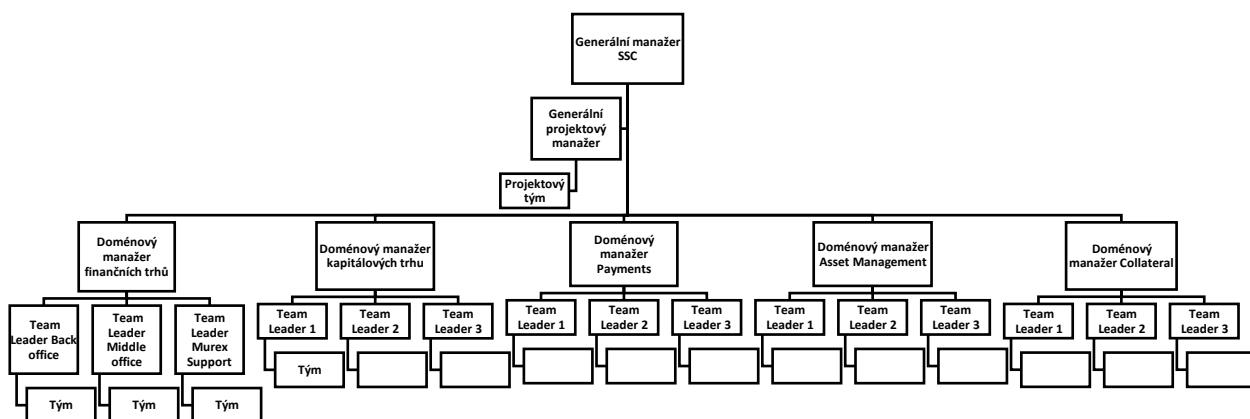 Generální manažer
SSC
Generální
projektový
manažer
Projektový
tým
Doménový
manažer
finančních trhů
Doménový manažer
kapitálových trhu
Doménový
manažer
Payments
Doménový manažer
Asset Management
Doménový
manažer Collateral
Team
Leader Back
office
Team
Leader
Middle
office
Team
Leader
Murex
Support
Team
Leader 1
Team
Leader 2
Team
Leader 3
Team
Leader 1
Team
Leader 2
Team
Leader 3
Team
Leader 1
Team
Leader 2
Team
Leader 3
Team
Leader 1
Team
Leader 2
Team
Leader 3
Tým
Tým
Tým
Tým